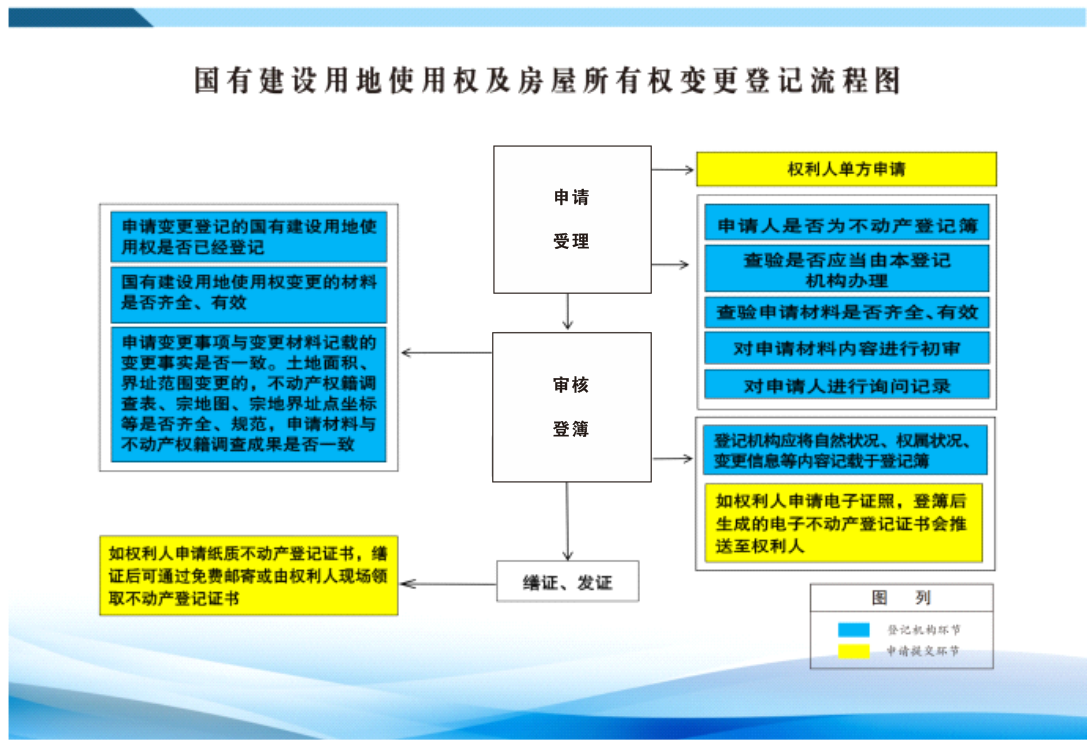 国有建设用地使用权及房屋所有权变更登记流程图
申请
受理
权利人单方申请
申请人是否为不动产登记簿
查验是否应当由本登记
机构办理
查验申请材料是否齐全、有效
对申请材料内容进行初审
对申请人进行询问记录
申请变更登记的国有建设用地使
用权是否已经登记
国有建设用地使用权变更的材料
是否齐全、有效
申请变更事项与变更材料记载的
变更事实是否一致。土地面积、
界址范围变更的，不动产权籍调
查表、宗地图、宗地界址点坐标
等是否齐全、规范，申请材料与
不动产权籍调查成果是否一致
审核
登簿
登记机构应将自然状况、权属状况、
变更信息等内容记载于登记簿
如权利人申请电子证照，登簿后
生成的电子不动产登记证书会推
送至权利人
如权利人申请纸质不动产登记证书，缮
证后可通过免费邮寄或由权利人现场领
取不动产登记证书
缮证、发证
图 列
登记机构环节
申请提交环节